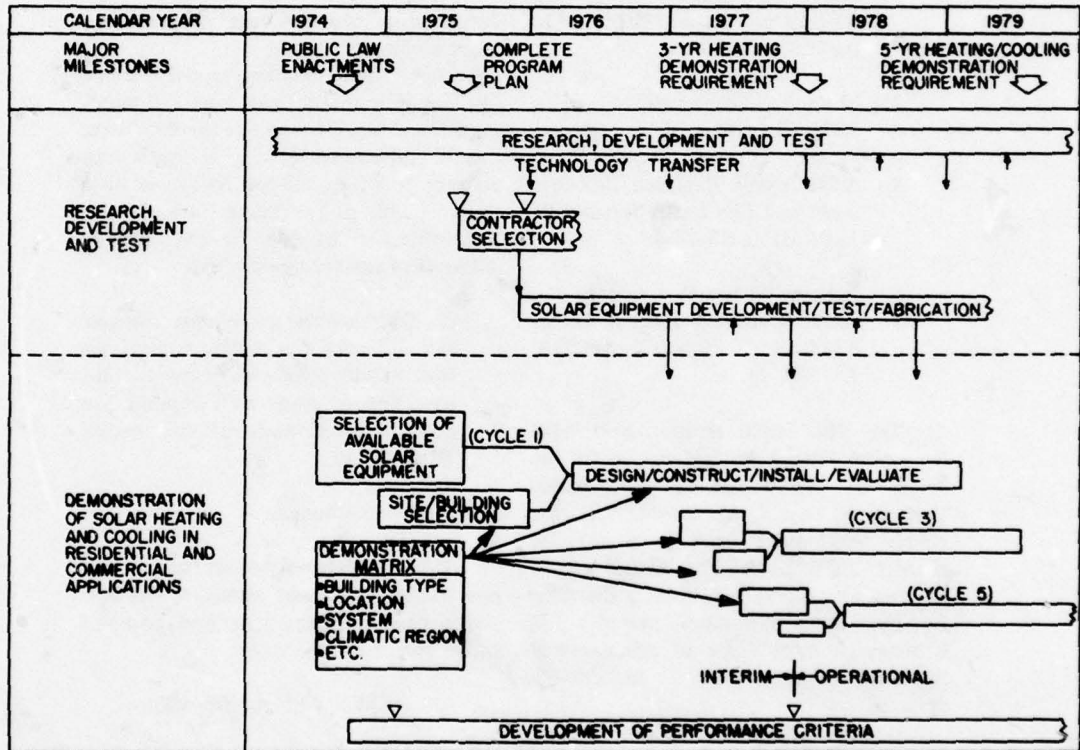 CALENDAR YEAR 1974 1975 1976 1977 1978 1979
MAJOR
MILESTONES
PUBLIC LAW
ENACTMENTS
COMPLETE
PROGRAM
PLAN
3-YR HEATING
DEMONSTRATION
REQUIREMENT
5-YR HEATING/COOLING
DEMONSTRATION
REQUIREMENT
RESEARCH,
DEVELOPMENT
AND TEST
RESEARCH, DEVELOPMENT AND TEST
TECHNOLOGY TRANSFER
CONTRACTOR
SELECTION
SOLAR EQUIPMENT DEVELOPMENT/TEST/FABRICATION
DEMONSTRATION
OF SOLAR HEATING
AND COOLING IN
RESIDENTIAL AND
COMMERCIAL
APPLICATIONS
SELECTION OF
AVAILABLE
SOLAR
EQUIPMENT
(CYCLE 1)
DESIGN/CONSTRUCT/INSTALL/EVALUATE
SITE/BUILDING
SELECTION
(CYCLE 3)
DEMONSTRATION
MATRIX
BUILDING TYPE
LOCATION
SYSTEM
CLIMATIC REGION
ETC.
(CYCLE 5)
INTERIM OPERATIONAL
DEVELOPMENT OF PERFORMANCE CRITERIA